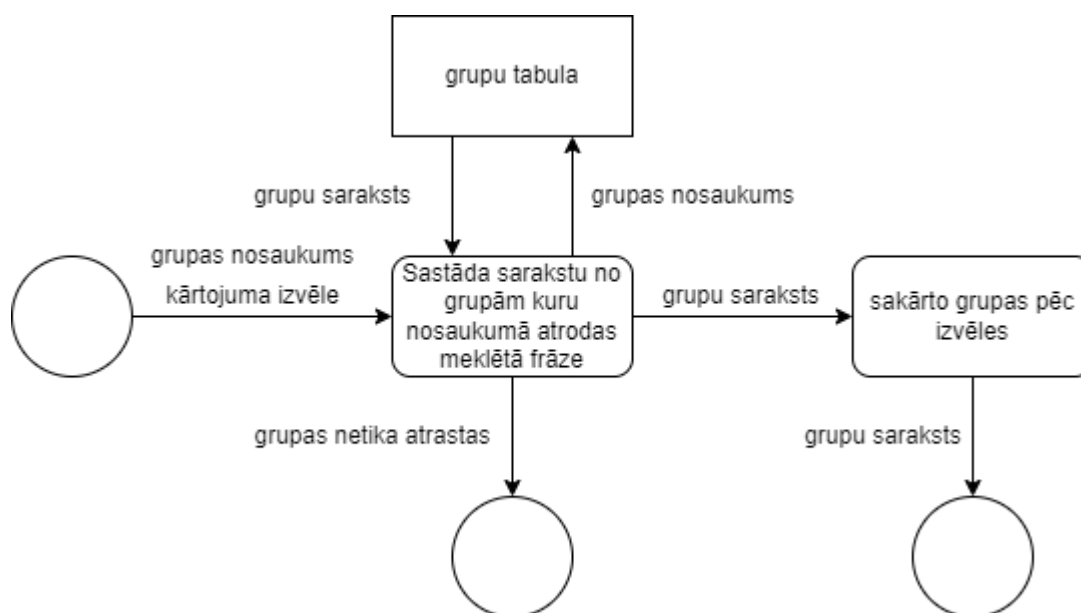 grupu tabula
grupu saraksts
grupas nosaukums
grupas nosaukums
kārtojuma izvēle
Sastāda sarakstu no
grupām kuru
nosaukumā atrodas
meklētā frāze
grupu saraksts
sakārto grupas pēc
izvēles
grupas netika atrastas
grupu saraksts